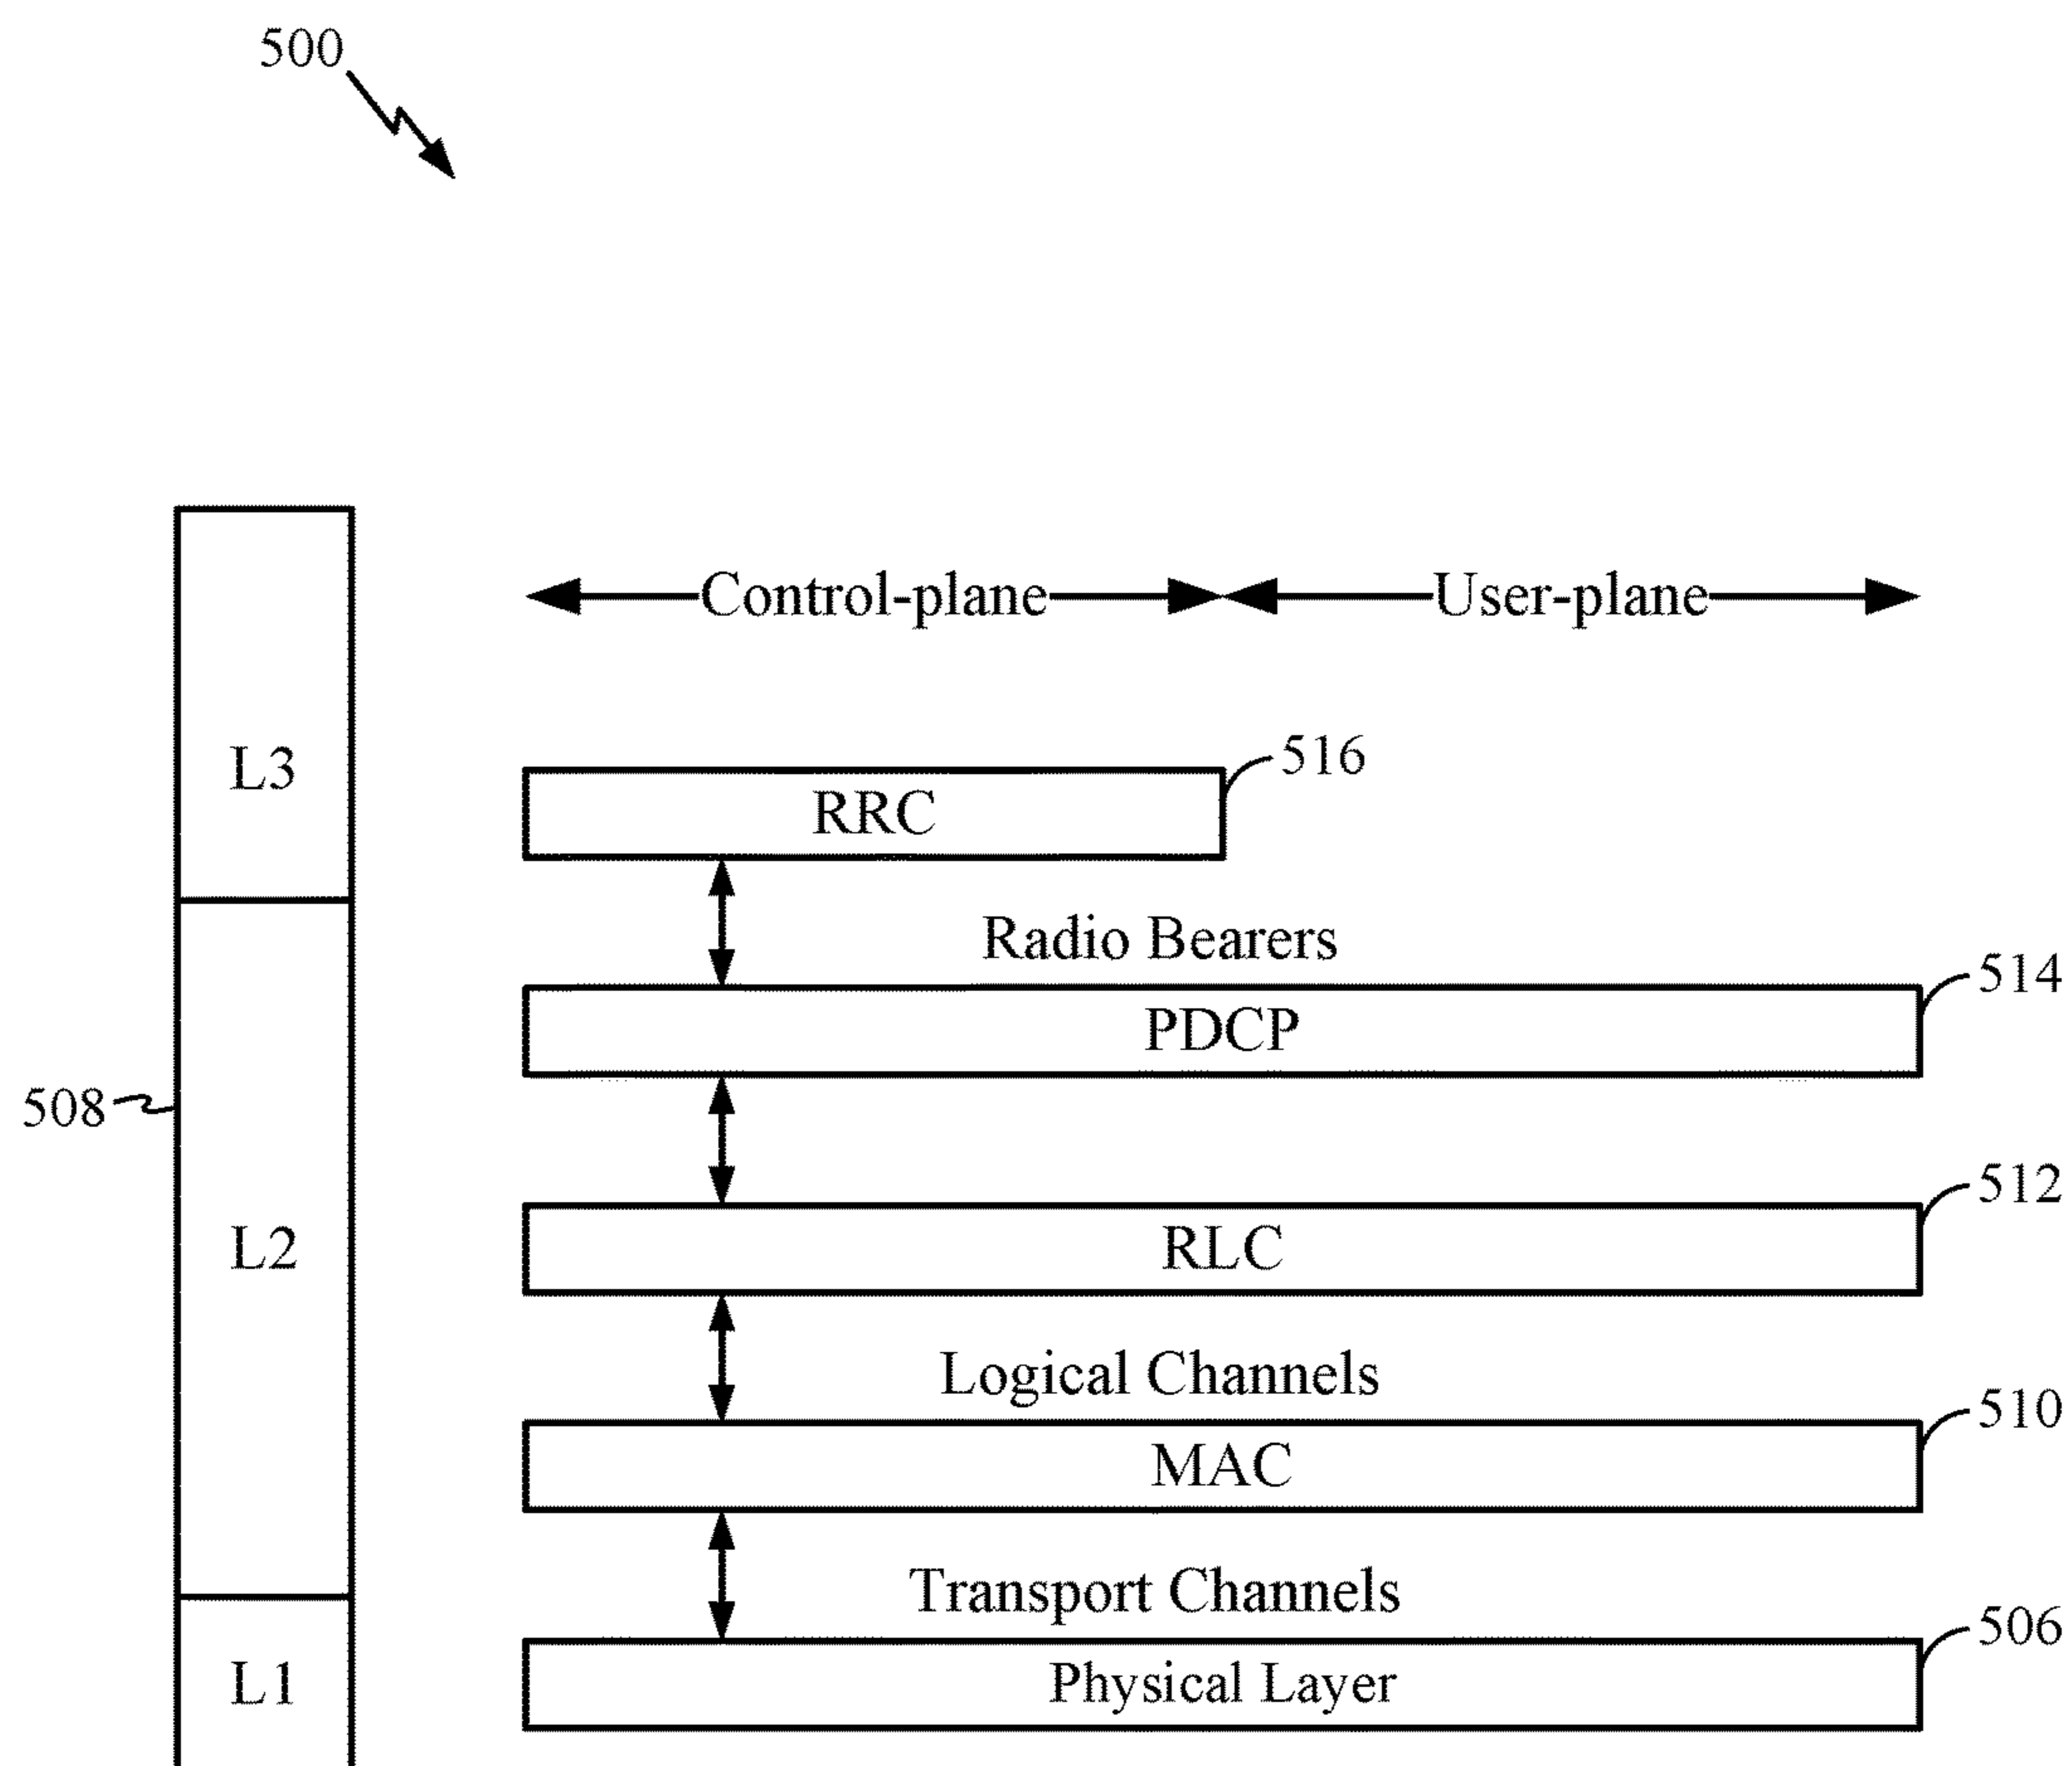 500
Control-plane User-plane
L3
516
RRC
Radio Bearers
514
PDCP
508
512
L2
RLC
Logical Channels
510
MAC
Transport Channels
506
L1
Physical Layer